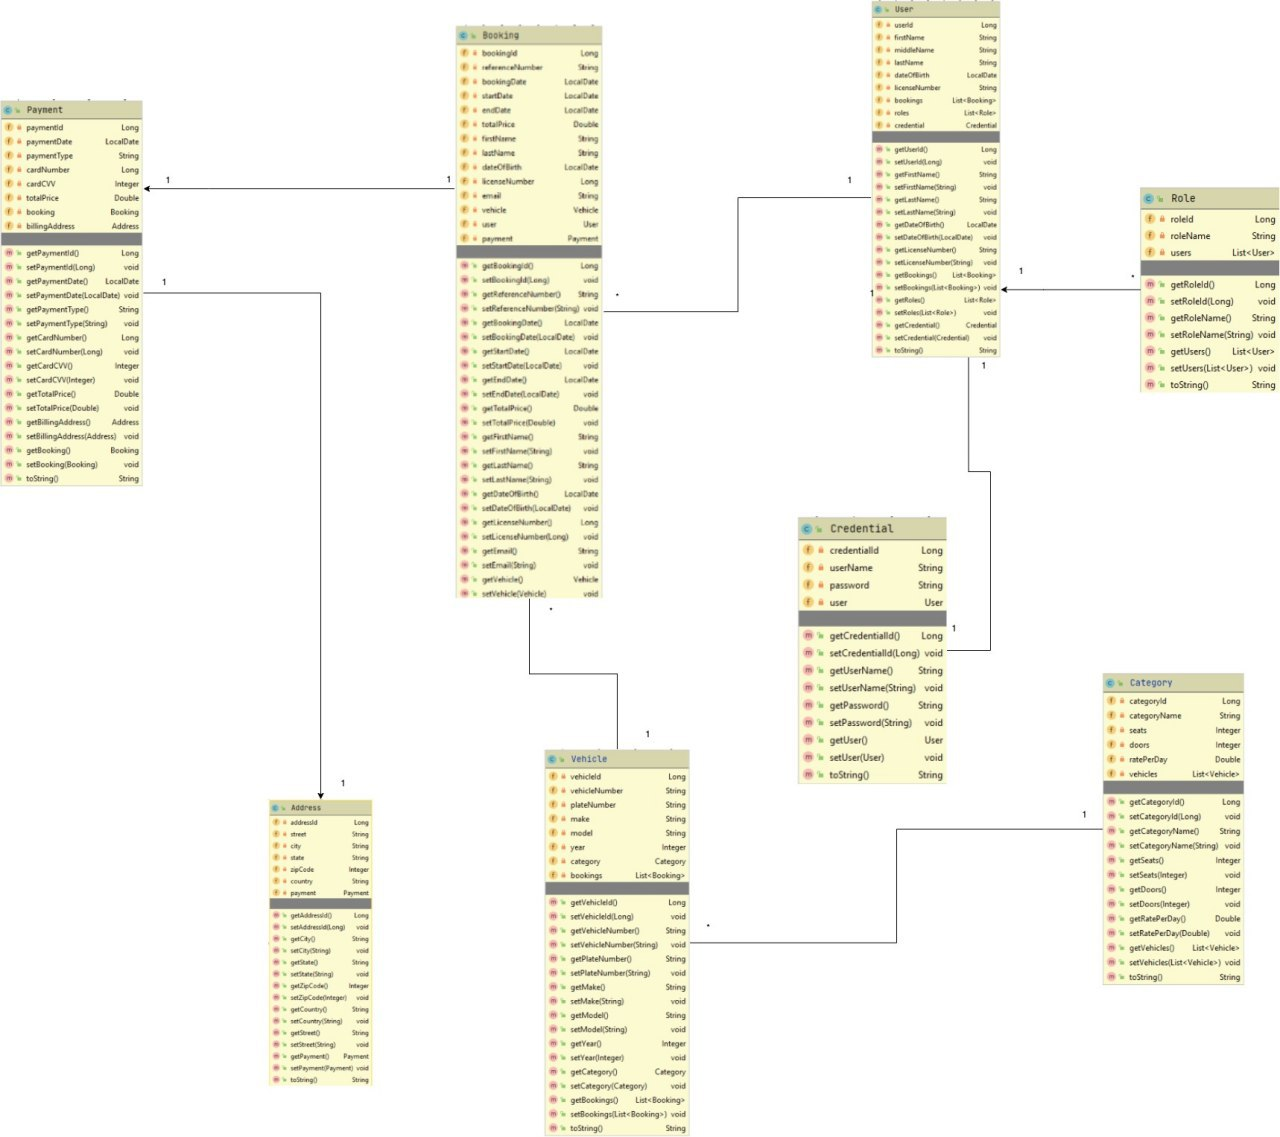 Payment
paymentId Long
paymentDate LocalDate
paymentType String
cardNumber Long
cardCVV Integer
totalPrice Double
booking Booking
billingAddress Address
getPaymentId() Long
setPaymentId(Long) void
getPaymentDate() LocalDate
setPaymentDate(LocalDate) void
getPaymentType() String
setPaymentType(String) void
getCardNumber() Long
setCardNumber(Long) void
getCardCVV() Integer
setCardCVV(Integer) void
getTotalPrice() Double
setTotalPrice(Double) void
getBillingAddress() Address
setBillingAddress(Address) void
getBooking() Booking
setBooking(Booking) void
toString() String
1
1
1
1
Booking
bookingId Long
referenceNumber String
bookingDate LocalDate
startDate LocalDate
endDate LocalDate
totalPrice Double
firstName String
lastName String
dateOfBirth LocalDate
licenseNumber Long
email String
vehicle Vehicle
user User
payment Payment
getBookingId() Long
setBookingId(Long) void
getReferenceNumber() String
setReferenceNumber(String) void
getBookingDate() LocalDate
setBookingDate(LocalDate) void
getStartDate() LocalDate
setStartDate(LocalDate) void
getEndDate() LocalDate
setEndDate(LocalDate) void
getTotalPrice() Double
setTotalPrice(Double) void
getFirstName() String
setFirstName(String) void
getLastName() String
setLastName(String) void
getDateOfBirth() LocalDate
setDateOfBirth(LocalDate) void
getLicenseNumber() Long
setLicenseNumber(Long) void
getEmail() String
setEmail(String) void
getVehicle() Vehicle
setVehicle(Vehicle) void
*
1
*
1
User
userId Long
firstName String
middleName String
lastName String
dateOfBirth LocalDate
licenseNumber String
bookings List<Booking>
roles List<Role>
credential Credential
getUserId() Long
setUserId(Long) void
getFirstName() String
setFirstName(String) void
getLastName() String
setLastName(String) void
getDateOfBirth() LocalDate
setDateOfBirth(LocalDate) void
getLicenseNumber() String
setLicenseNumber(String) void
getBookings() List<Booking>
setBookings(List<Booking>) void
getRoles() List<Role>
setRoles(List<Role>) void
getCredential() Credential
setCredential(Credential) void
toString() String
1
1
*
1
Role
roleId Long
roleName String
users List<User>
getRoleId() Long
setRoleId(Long) void
getRoleName() String
setRoleName(String) void
getUsers() List<User>
setUsers(List<User>) void
toString() String
Credential
credentialId Long
userName String
password String
user User
getCredentialId() Long
setCredentialId(Long) void
getUserName() String
setUserName(String) void
getPassword() String
setPassword(String) void
getUser() User
setUser(User) void
toString() String
1
Address
addressId Long
street String
city String
state String
zipCode Integer
country String
payment Payment
getAddressId() Long
setAddressId(Long) void
getCity() String
setCity(String) void
getState() String
setState(String) void
getZipCode() Integer
setZipCode(Integer) void
getCountry() String
setCountry(String) void
getStreet() String
setStreet(String) void
getPayment() Payment
setPayment(Payment) void
toString() String
Vehicle
vehicleId Long
vehicleNumber String
plateNumber String
make String
model String
year Integer
category Category
bookings List<Booking>
getVehicleId() Long
setVehicleId(Long) void
getVehicleNumber() String
setVehicleNumber(String) void
getPlateNumber() String
setPlateNumber(String) void
getMake() String
setMake(String) void
getModel() String
setModel(String) void
getYear() Integer
setYear(Integer) void
getCategory() Category
setCategory(Category) void
getBookings() List<Booking>
setBookings(List<Booking>) void
toString() String
*
1
Category
categoryId Long
categoryName String
seats Integer
doors Integer
ratePerDay Double
vehicles List<Vehicle>
getCategoryId() Long
setCategoryId(Long) void
getCategoryName() String
setCategoryName(String) void
getSeats() Integer
setSeats(Integer) void
getDoors() Integer
setDoors(Integer) void
getRatePerDay() Double
setRatePerDay(Double) void
getVehicles() List<Vehicle>
setVehicles(List<Vehicle>) void
toString() String